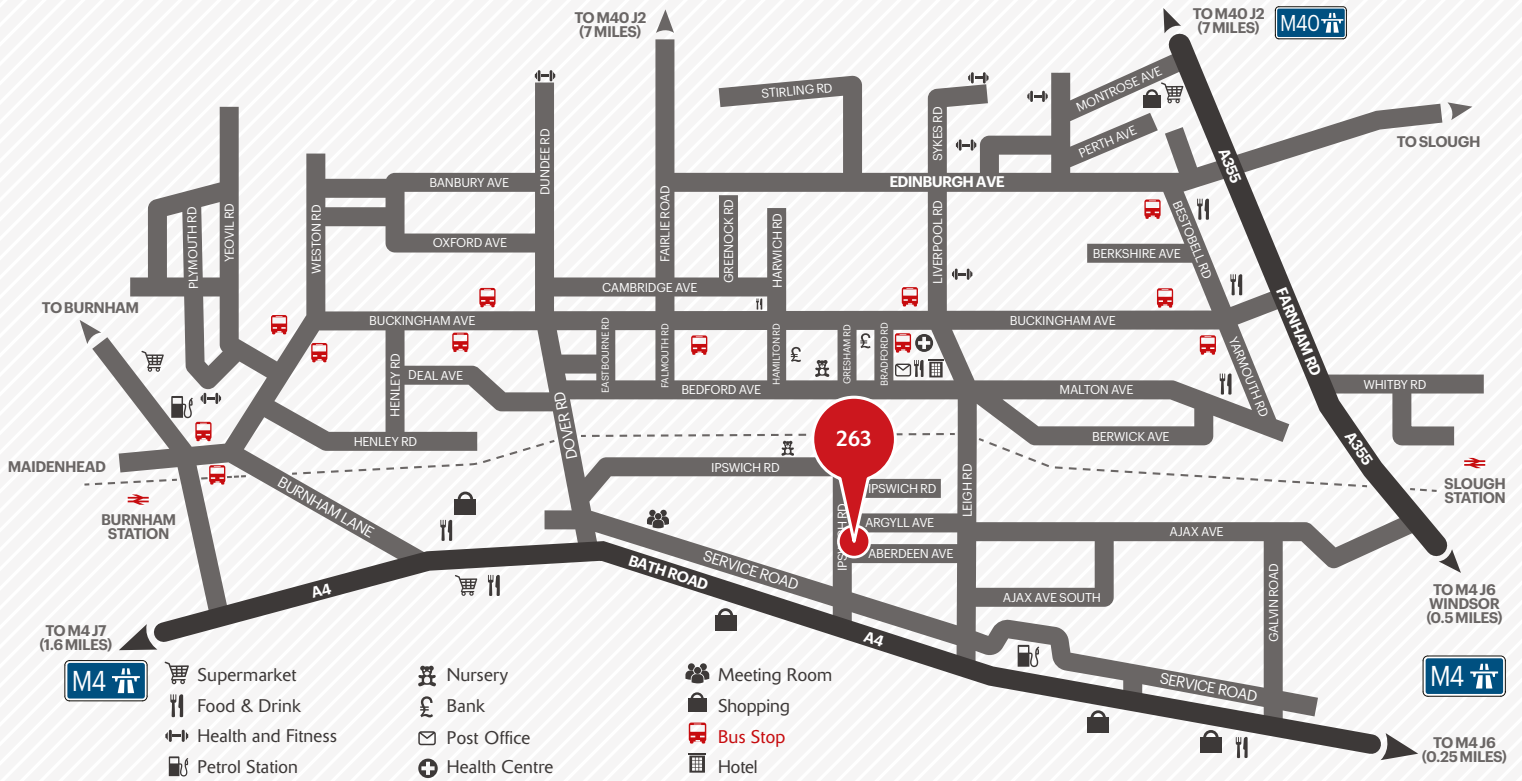 TO M40 J2
(7 MILES)
TO M40 J2
(7 MILES)
M40
STIRLING RD
MONTROSE AVE
SYKES RD
PERTH AVE
TO SLOUGH
DUNDEE RD
A355
BANBURY AVE
EDINBURGH AVE
PLYMOUTH RD
YEOVIL RD
WESTON RD
FAIRLIE ROAD
GREENOCK RD
HARWICH RD
LIVERPOOL RD
BESTOBELL RD
OXFORD AVE
BERKSHIRE AVE
CAMBRIDGE AVE
TO BURNHAM
BUCKINGHAM AVE
BUCKINGHAM AVE
FARNHAM RD
EASTBOURNE RD
FALMOUTH RD
HAMILTON RD
GRESHAM RD
BRADFORD RD
YARMOUTH RD
HENLEY RD
DEAL AVE
BEDFORD AVE
MALTON AVE
WHITBY RD
DOVER RD
HENLEY RD
263
BERWICK AVE
A355
MAIDENHEAD
IPSWICH RD
IPSWICH RD
LEIGH RD
SLOUGH
STATION
BURNHAM
STATION
BURNHAM LANE
IPSWICH RD
ARGYLL AVE
AJAX AVE
ABERDEEN AVE
SERVICE ROAD
BATH ROAD
A4
AJAX AVE SOUTH
GALVIN ROAD
TO M4 J6
WINDSOR
(0.5 MILES)
TO M4 J7
(1.6 MILES)
A4
M4
M4
SERVICE ROAD
Supermarket
Food & Drink
Health and Fitness
Petrol Station
Nursery
£ Bank
Post Office
Health Centre
Meeting Room
Shopping
Bus Stop
Hotel
£
£
TO M4 J6
(0.25 MILES)